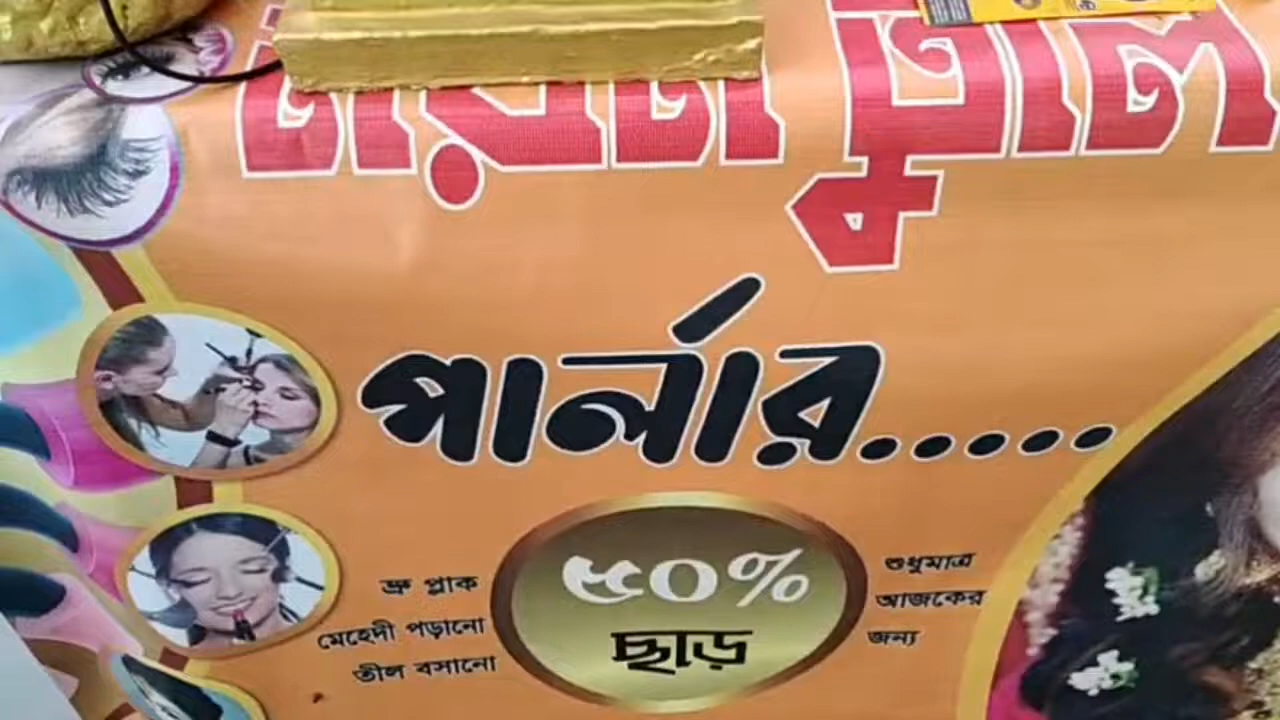 পার্লার.....
ভ্রু প্লাক
মেহেদী পড়ানো
তীল বসানো
৫০%
ছাড়
শুধুমাত্র
আজকের
জন্য